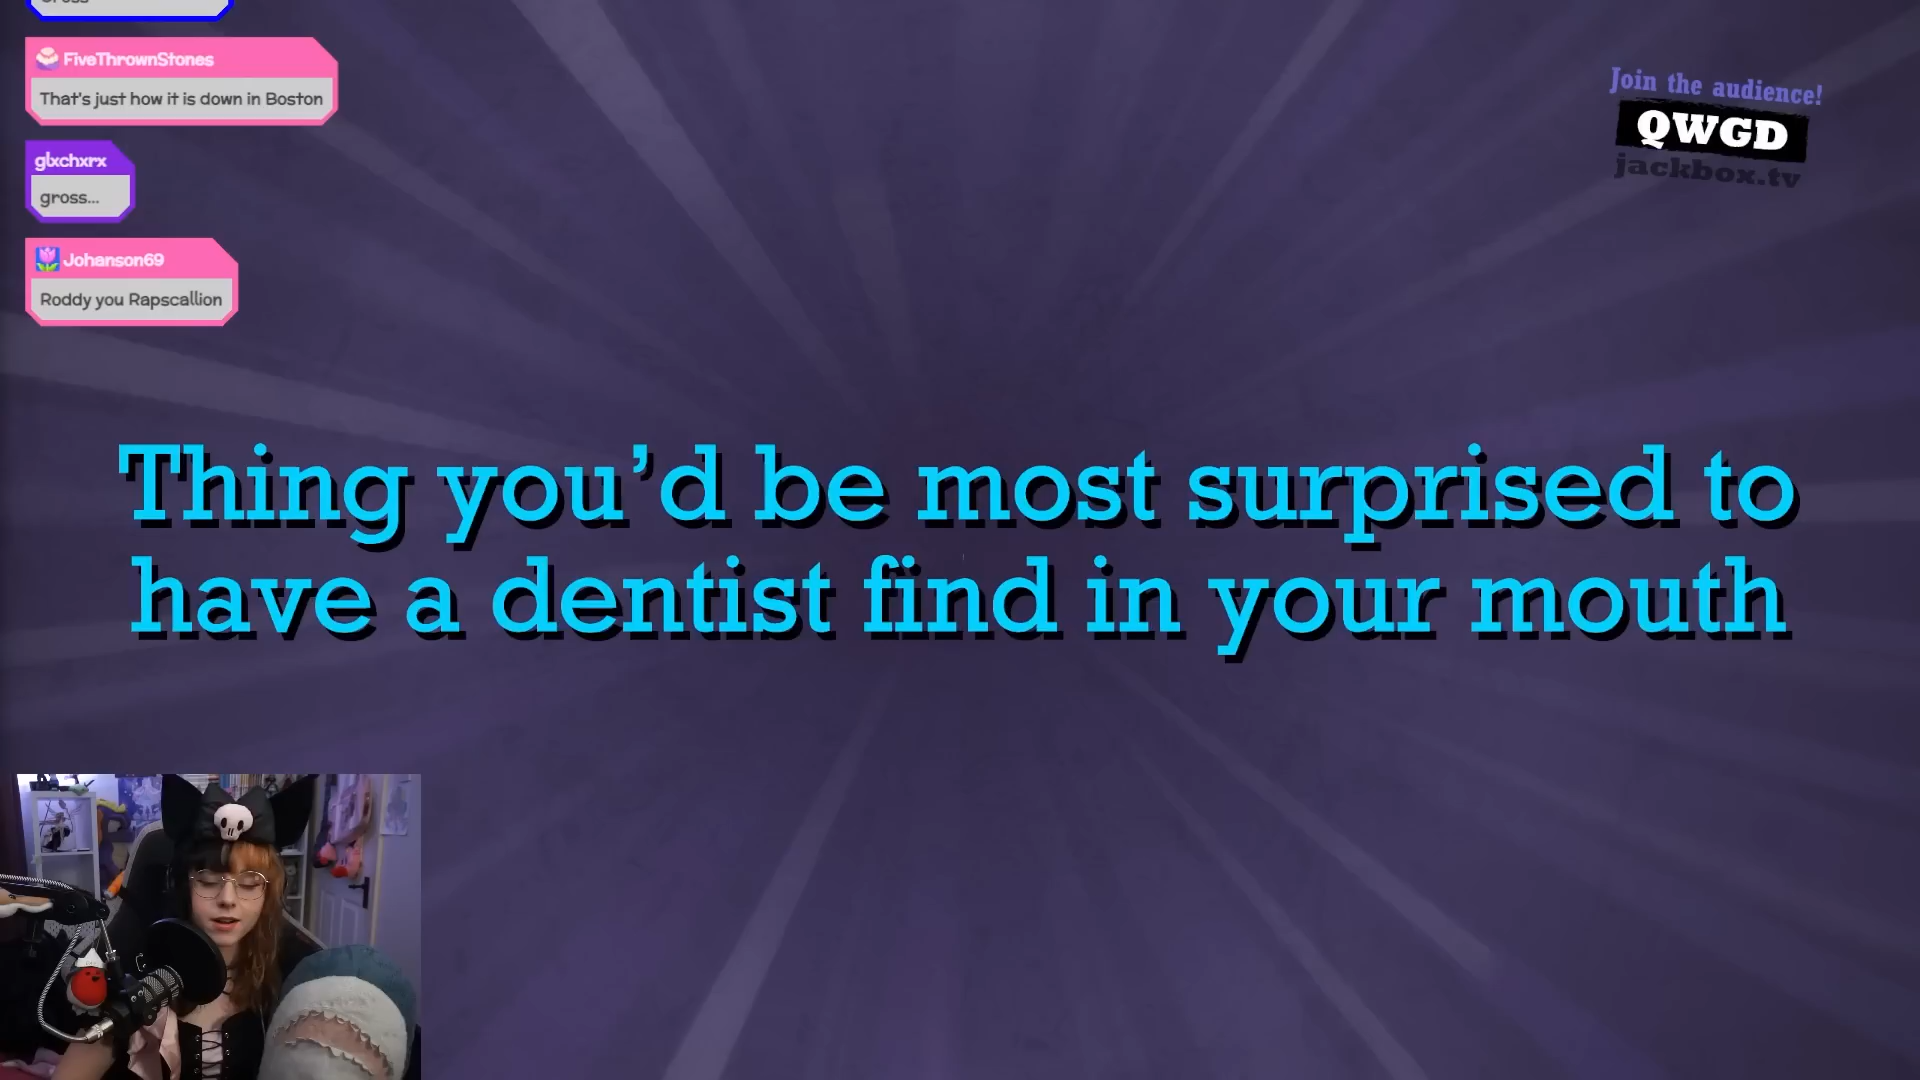 FiveThrownStones
That's just how it is down in Boston
glxchxrx
gross...
Johanson69
Roddy you Rapscallion
Join the audience!
QWGD
jackbox.tv
Thing you’d be most surprised to
have a dentist find in your mouth